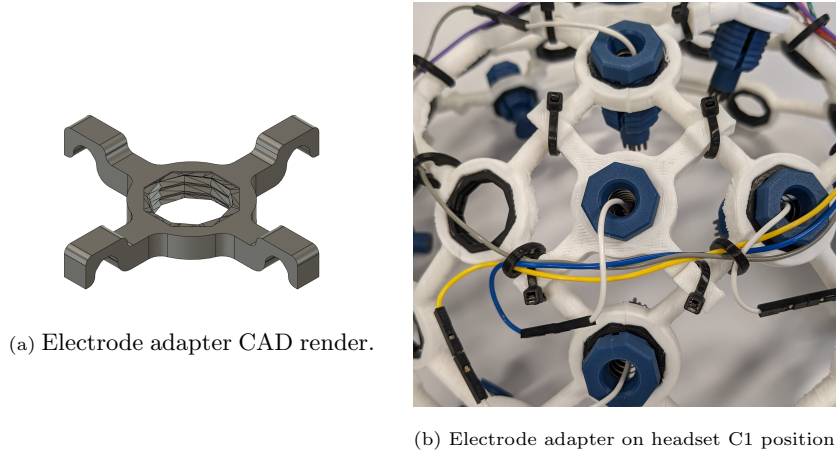 (a) Electrode adapter CAD render.
(b) Electrode adapter on headset C1 position